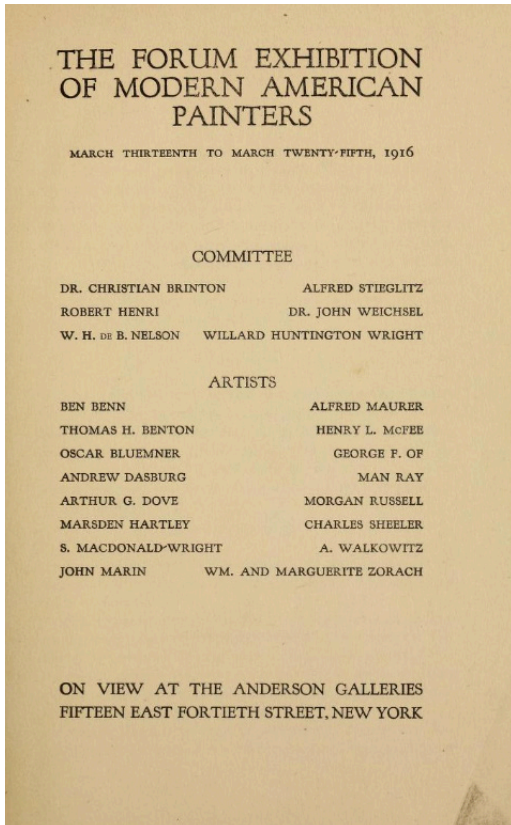 THE FORUM EXHIBITION
OF MODERN AMERICAN
PAINTERS
MARCH THIRTEENTH TO MARCH TWENTY-FIFTH, 1916
COMMITTEE
DR. CHRISTIAN BRINTON ALFRED STIEGLITZ
ROBERT HENRI DR. JOHN WEICHSEL
W. H. DE B. NELSON WILLARD HUNTINGTON WRIGHT
ARTISTS
BEN BENN ALFRED MAURER
THOMAS H. BENTON HENRY L. McFEE
OSCAR BLUEMNER GEORGE F. OF
ANDREW DASBURG MAN RAY
ARTHUR G. DOVE MORGAN RUSSELL
MARSDEN HARTLEY CHARLES SHEELER
S. MACDONALD-WRIGHT A. WALKOWITZ
JOHN MARIN WM. AND MARGUERITE ZORACH
ON VIEW AT THE ANDERSON GALLERIES
FIFTEEN EAST FORTIETH STREET, NEW YORK